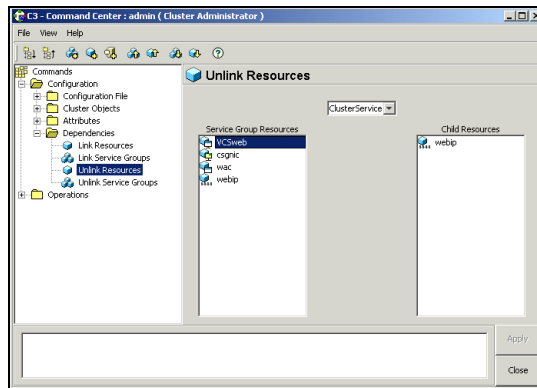 C3 - Command Center : admin ( Cluster Administrator )
File View Help
Commands
Configuration
Configuration File
Cluster Objects
Attributes
Dependencies
Link Resources
Link Service Groups
Unlink Resources
Unlink Service Groups
Operations
Unlink Resources
ClusterService
Service Group Resources
VCSweb
csgnic
wac
webip
Child Resources
webip
Apply
Close